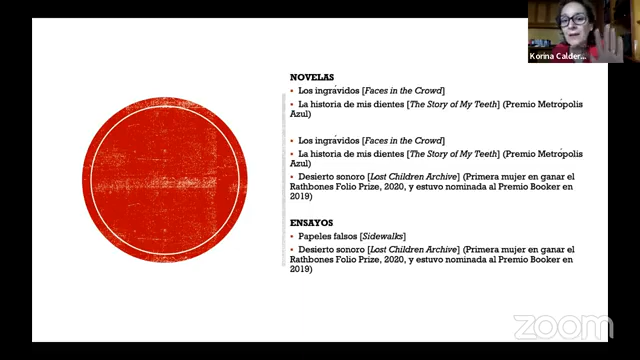 Korina Calder...
NOVELAS
▪ Los ingrávidos [Faces in the Crowd]
▪ La historia de mis dientes [The Story of My Teeth] (Premio Metrópolis
Azul)
▪ Los ingrávidos [Faces in the Crowd]
▪ La historia de mis dientes [The Story of My Teeth] (Premio Metrópolis
Azul)
▪ Desierto sonoro [Lost Children Archive] (Primera mujer en ganar el
Rathbones Folio Prize, 2020, y estuvo nominada al Premio Booker en
2019)
ENSAYOS
▪ Papeles falsos [Sidewalks]
▪ Desierto sonoro [Lost Children Archive] (Primera mujer en ganar el
Rathbones Folio Prize, 2020, y estuvo nominada al Premio Booker en
2019)
zoom